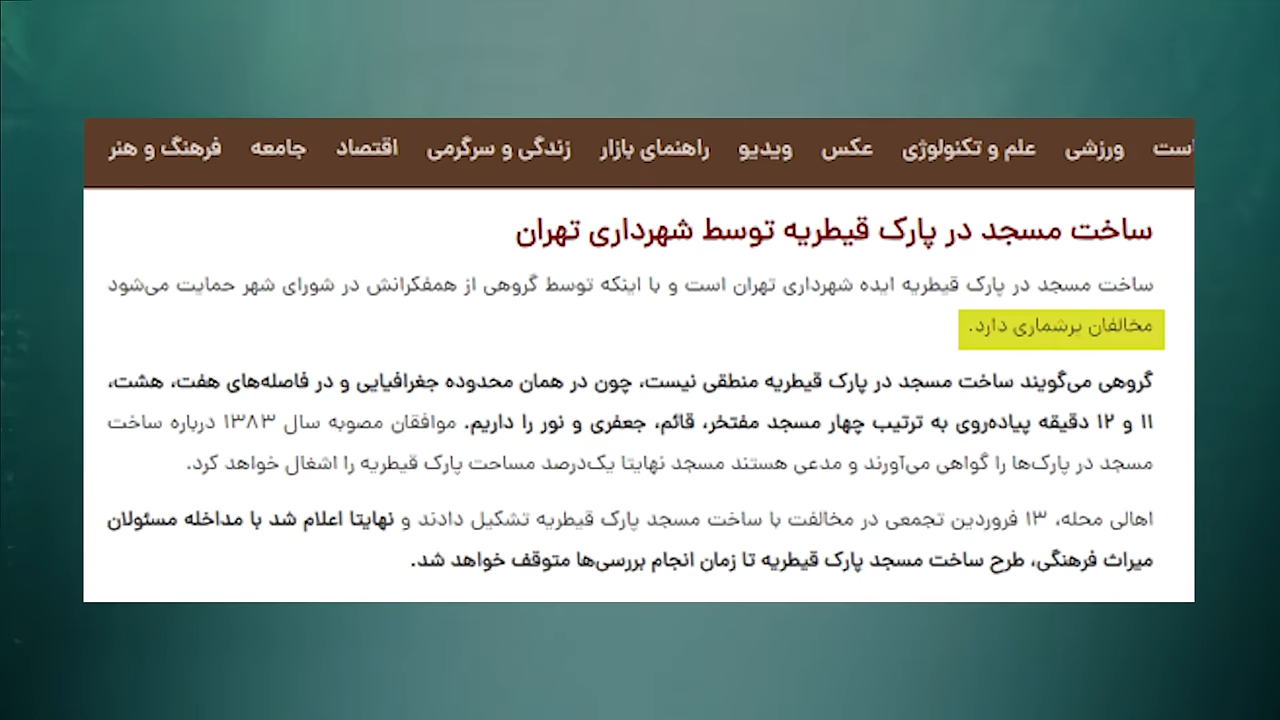 است ورزشی علم و تکنولوژی عکس ویدیو راهنمای بازار زندگی و سرگرمی اقتصاد جامعه فرهنگ و هنر
ساخت مسجد در پارک قیطریه توسط شهرداری تهران
ساخت مسجد در پارک قیطریه ایده شهرداری تهران است و با اینکه توسط گروهی از همفکرانش در شورای شهر حمایت می‌شود
مخالفان پرشماری دارد.
گروهی می‌گویند ساخت مسجد در پارک قیطریه منطقی نیست، چون در همان محدوده جغرافیایی و در فاصله‌های هفت، هشت،
۱۱ و ۱۲ دقیقه پیاده‌روی به ترتیب چهار مسجد مفتخر، قائم، جعفری و نور را داریم. موافقان مصوبه سال ۱۳۸۳ درباره ساخت
مسجد در پارک‌ها را گواهی می‌آورند و مدعی هستند مسجد نهایتا یک‌درصد مساحت پارک قیطریه را اشغال خواهد کرد.
اهالی محله، ۱۳ فروردین تجمعی در مخالفت با ساخت مسجد پارک قیطریه تشکیل دادند و نهایتا اعلام شد با مداخله مسئولان
میراث فرهنگی، طرح ساخت مسجد پارک قیطریه تا زمان انجام بررسی‌ها متوقف خواهد شد.